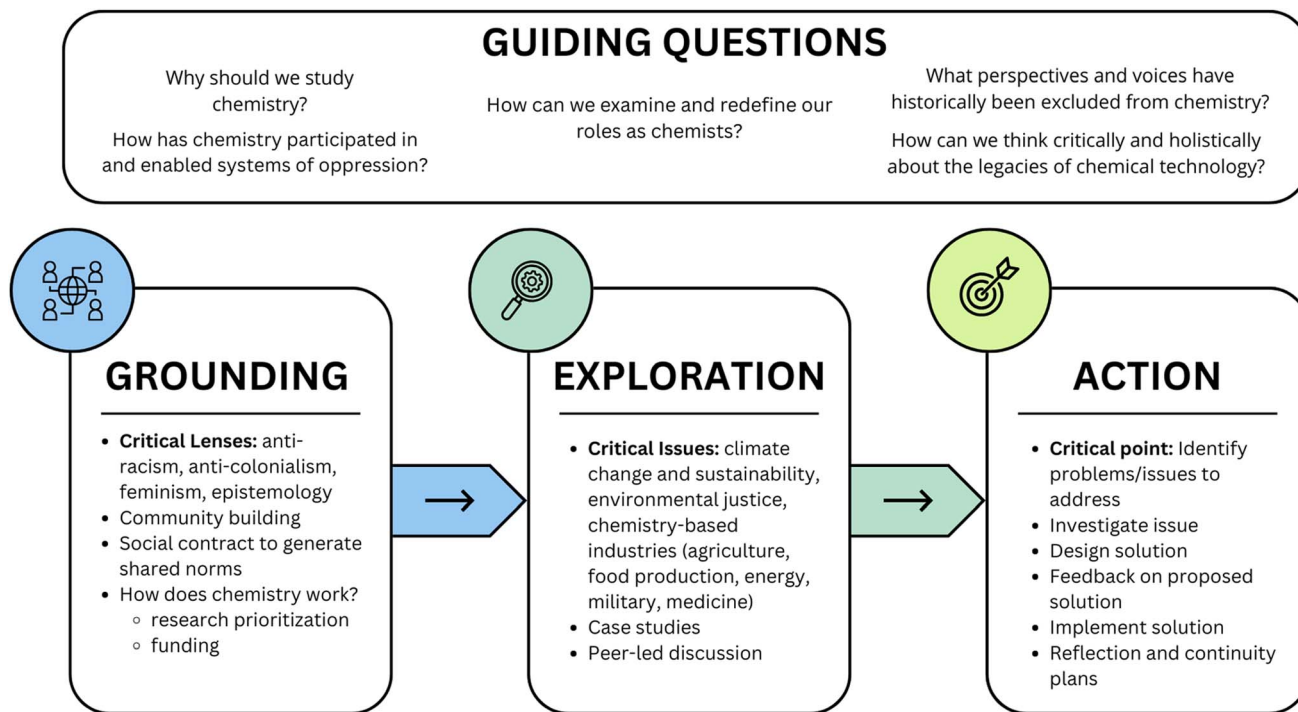 GUIDING QUESTIONS
Why should we study
chemistry?
How has chemistry participated in
and enabled systems of oppression?
How can we examine and redefine our
roles as chemists?
What perspectives and voices have
historically been excluded from chemistry?
How can we think critically and holistically
about the legacies of chemical technology?
GROUNDING
• Critical Lenses: anti-
racism, anti-colonialism,
feminism, epistemology
• Community building
• Social contract to generate
shared norms
• How does chemistry work?
◦ research prioritization
◦ funding
EXPLORATION
• Critical Issues: climate
change and sustainability,
environmental justice,
chemistry-based
industries (agriculture,
food production, energy,
military, medicine)
• Case studies
• Peer-led discussion
ACTION
• Critical point: Identify
problems/issues to
address
• Investigate issue
• Design solution
• Feedback on proposed
solution
• Implement solution
• Reflection and continuity
plans